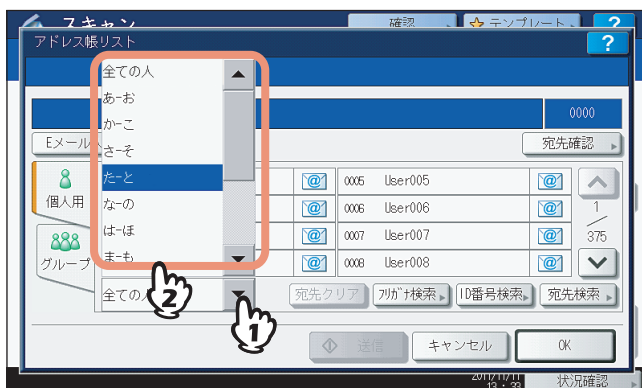 スキャン 確認 テンプレート ?
アドレス帳リスト ?
全ての人
あ-お
か-こ
0000
Eメール 宛先確認
さ-そ
た-と
0005 User005
個人用
な-の
0006 User006 1
は-ほ
0007 User007 375
グループ
ま-も
0008 User008
全ての人 宛先クリア フリガナ検索 ID番号検索 宛先検索
2
1
送信 キャンセル OK
2011/11/11
13:33 状況確認